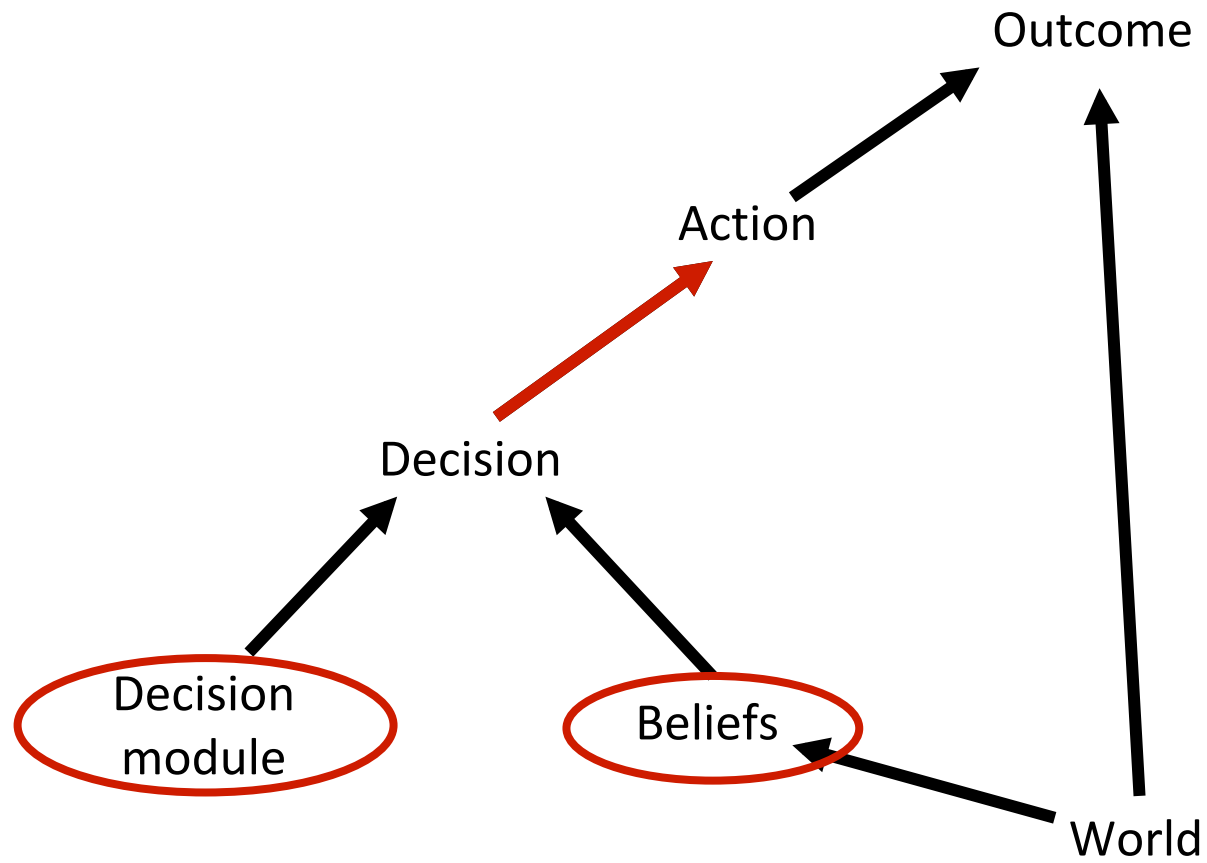 Outcome
Action
Decision
Decision
module
Beliefs
World